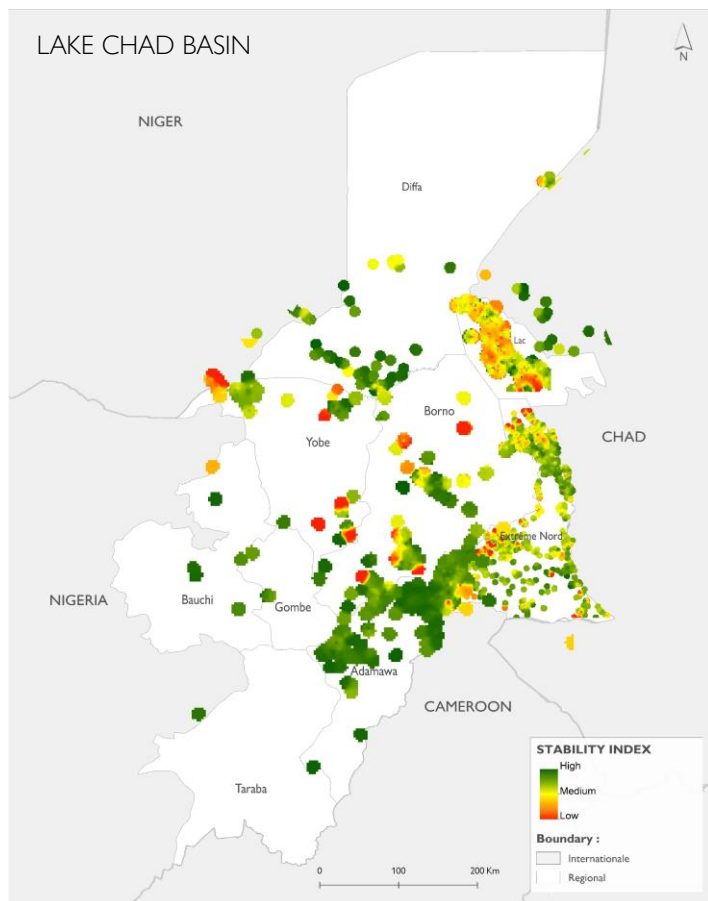 LAKE CHAD BASIN
N
NIGER
Diffa
Lac
Borno
CHAD
Yobe
Extrême Nord
NIGERIA
Bauchi
Gombe
Adamawa
CAMEROON
Taraba
STABILITY INDEX
High
Medium
Low
Boundary :
Internationale
Regional
0 100 200 Km